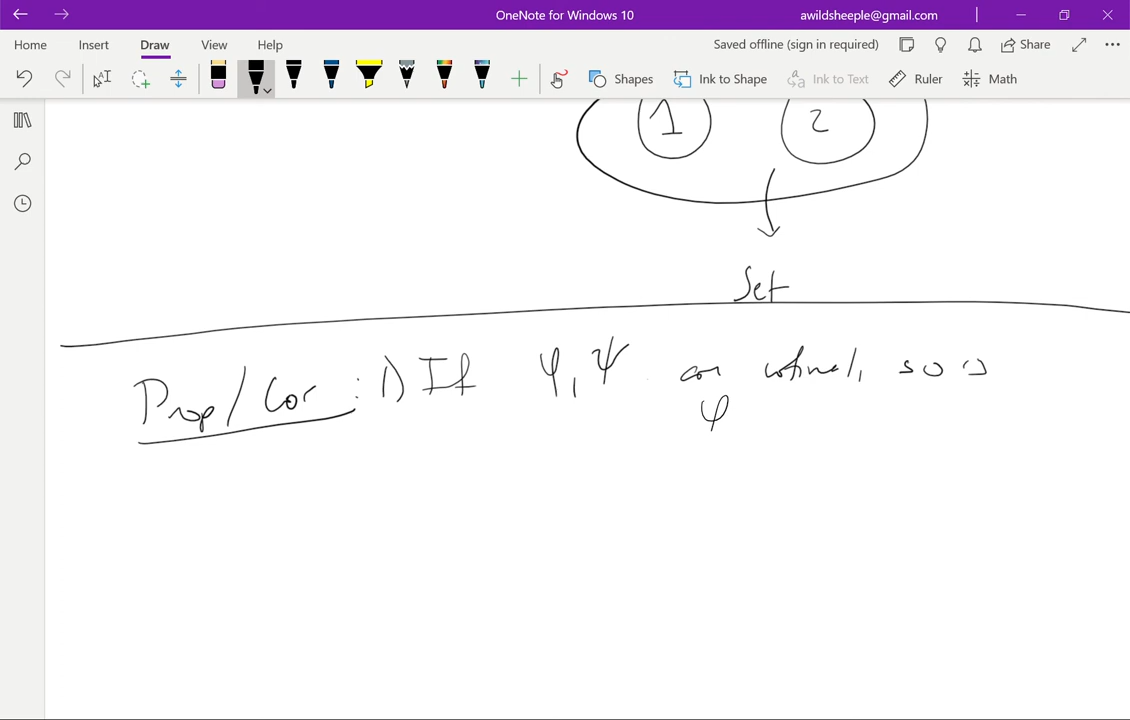 OneNote for Windows 10
awildsheeple@gmail.com
Home Insert Draw View Help
Saved offline (sign in required) Share
Shapes Ink to Shape Ink to Text Ruler Math
1 2
Set
Prop/Cor : 1) If φ, ψ are cofinal, so is
φ